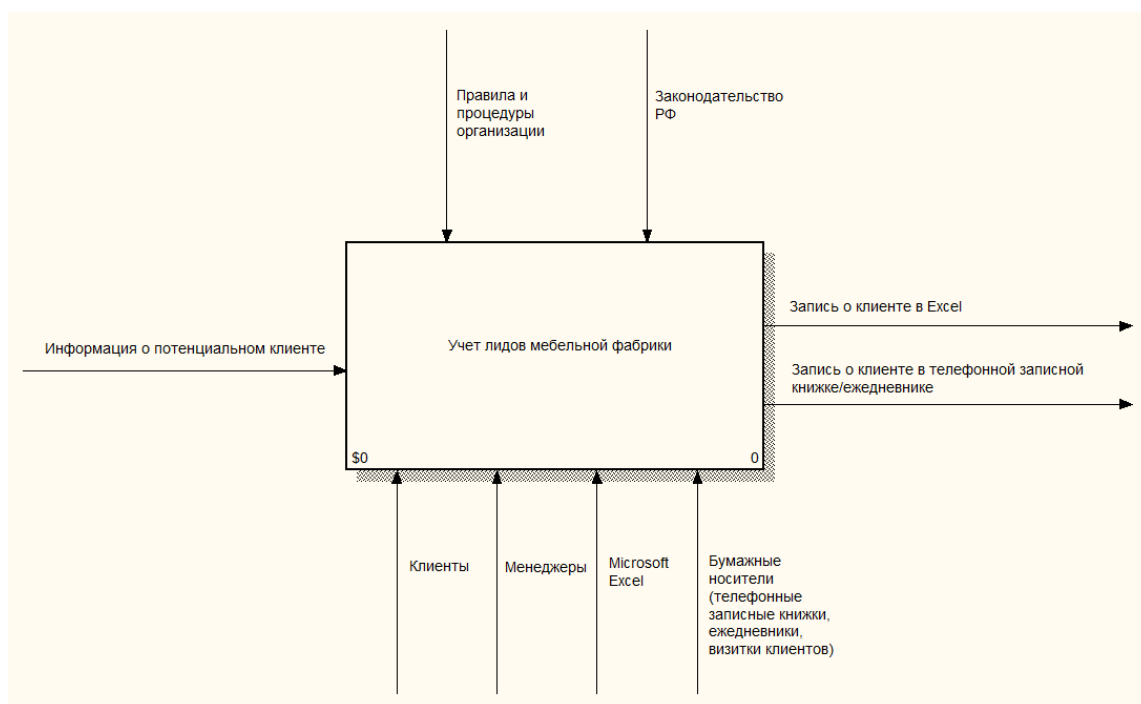 Правила и
процедуры
организации
Законодательство
РФ
Информация о потенциальном клиенте
Учет лидов мебельной фабрики
Запись о клиенте в Excel
Запись о клиенте в телефонной записной
книжке/ежедневнике
$0
0
Клиенты
Менеджеры
Microsoft
Excel
Бумажные
носители
(телефонные
записные книжки,
ежедневники,
визитки клиентов)